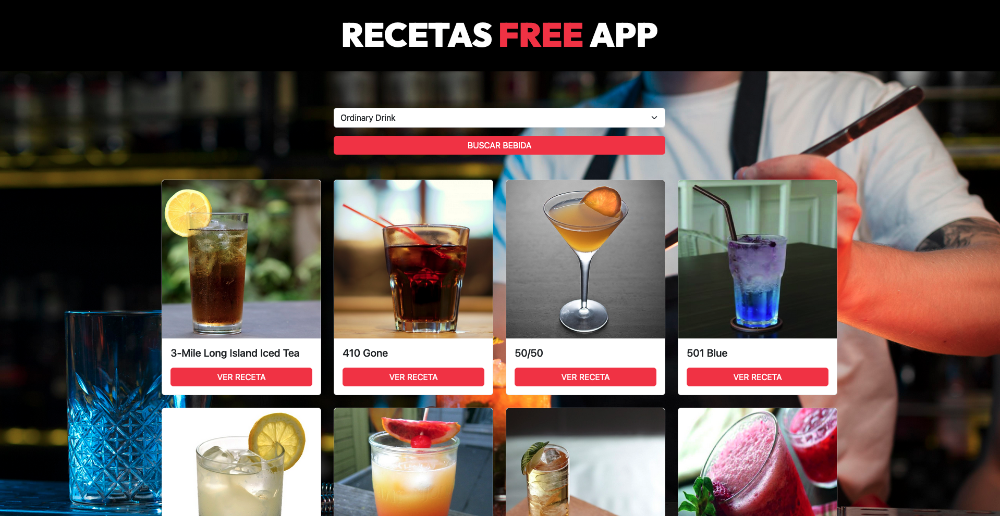 RECETAS FREE APP
Ordinary Drink
BUSCAR BEBIDA
3-Mile Long Island Iced Tea
VER RECETA
410 Gone
VER RECETA
50/50
VER RECETA
501 Blue
VER RECETA